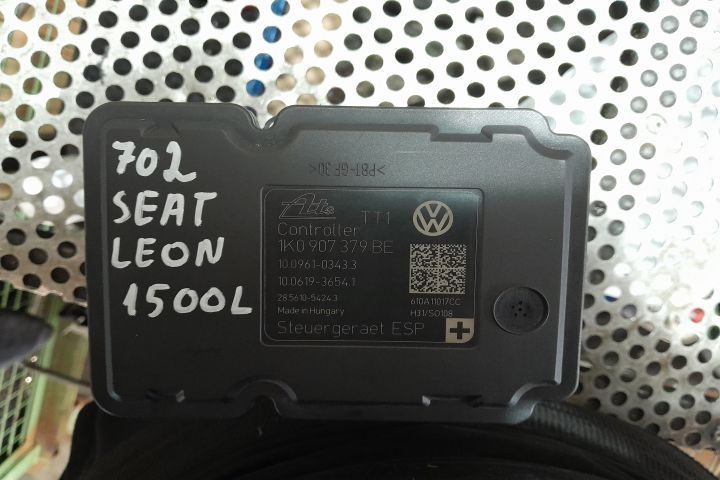 702
SEAT
LEON
1500L
>PBT-GF30<
Ate
TT1
Controller
1K0 907 379 BE
10.0961-0343.3
10.0619-3654.1
28.5610-5424.3
610A11017CC
Made in Hungary
H31/SO108
Steuergeraet ESP